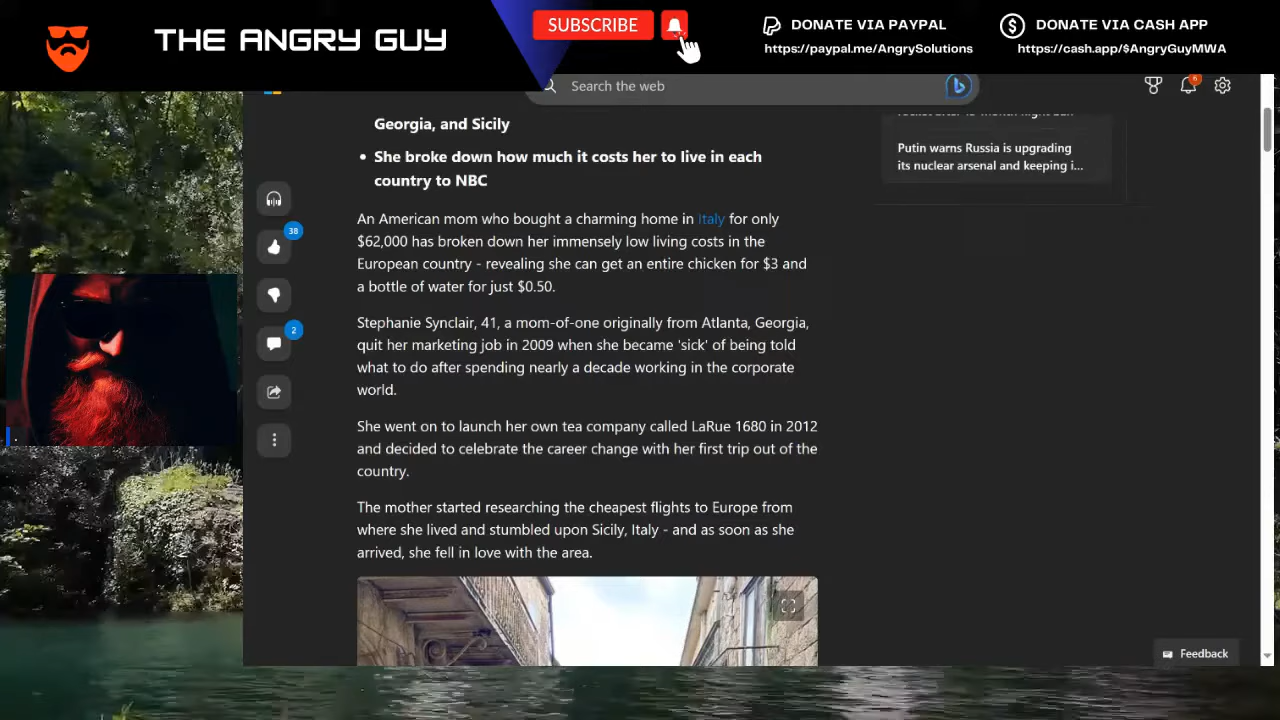 THE ANGRY GUY
SUBSCRIBE
DONATE VIA PAYPAL
https://paypal.me/AngrySolutions
DONATE VIA CASH APP
https://cash.app/$AngryGuyMWA
Search the web
6
Georgia, and Sicily
• She broke down how much it costs her to live in each
country to NBC
Putin warns Russia is upgrading
its nuclear arsenal and keeping i...
38
2
An American mom who bought a charming home in Italy for only
$62,000 has broken down her immensely low living costs in the
European country - revealing she can get an entire chicken for $3 and
a bottle of water for just $0.50.
Stephanie Synclair, 41, a mom-of-one originally from Atlanta, Georgia,
quit her marketing job in 2009 when she became 'sick' of being told
what to do after spending nearly a decade working in the corporate
world.
She went on to launch her own tea company called LaRue 1680 in 2012
and decided to celebrate the career change with her first trip out of the
country.
The mother started researching the cheapest flights to Europe from
where she lived and stumbled upon Sicily, Italy - and as soon as she
arrived, she fell in love with the area.
Feedback